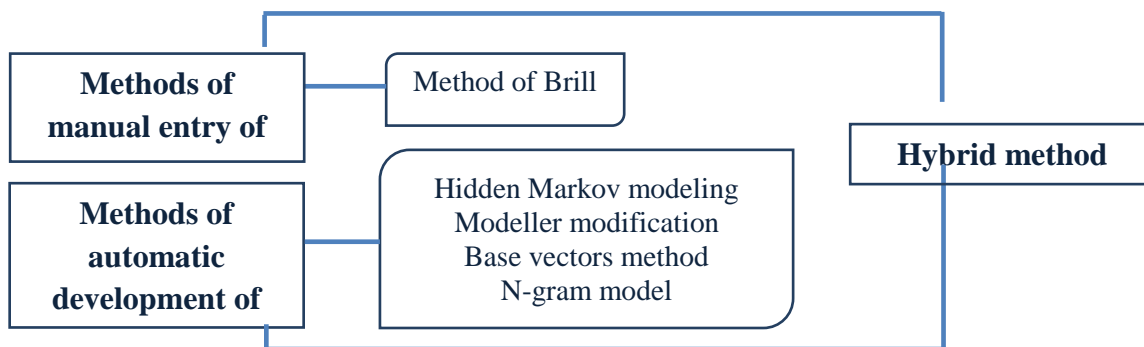 Methods of
manual entry of
Method of Brill
Hybrid method
Methods of
automatic
development of
Hidden Markov modeling
Modeller modification
Base vectors method
N-gram model